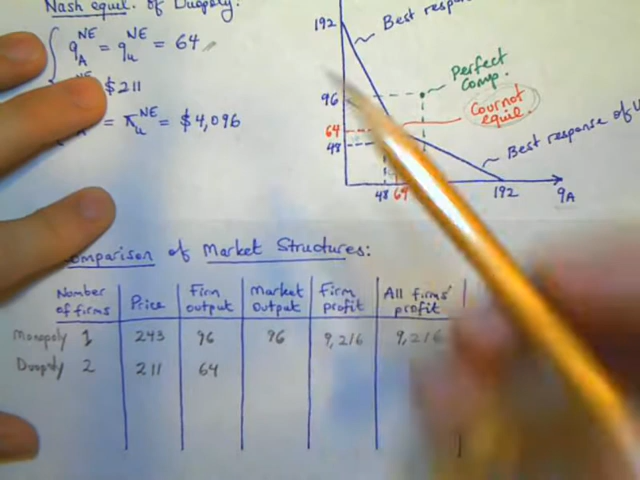 Nash equil. of Duopoly:
q_A^NE = q_u^NE = 64
NE $211
= π_u^NE = $4,096
192
Best respon
Perfect
Comp.
96
Cournot
equil
64
48
Best response of U
48 64 192 q_A
Comparison of Market Structures:
Number of firms | Price | Firm output | Market output | Firm profit | All firms' profit
Monopoly 1 | 243 | 96 | 96 | 9,216 | 9,216
Duopoly 2 | 211 | 64